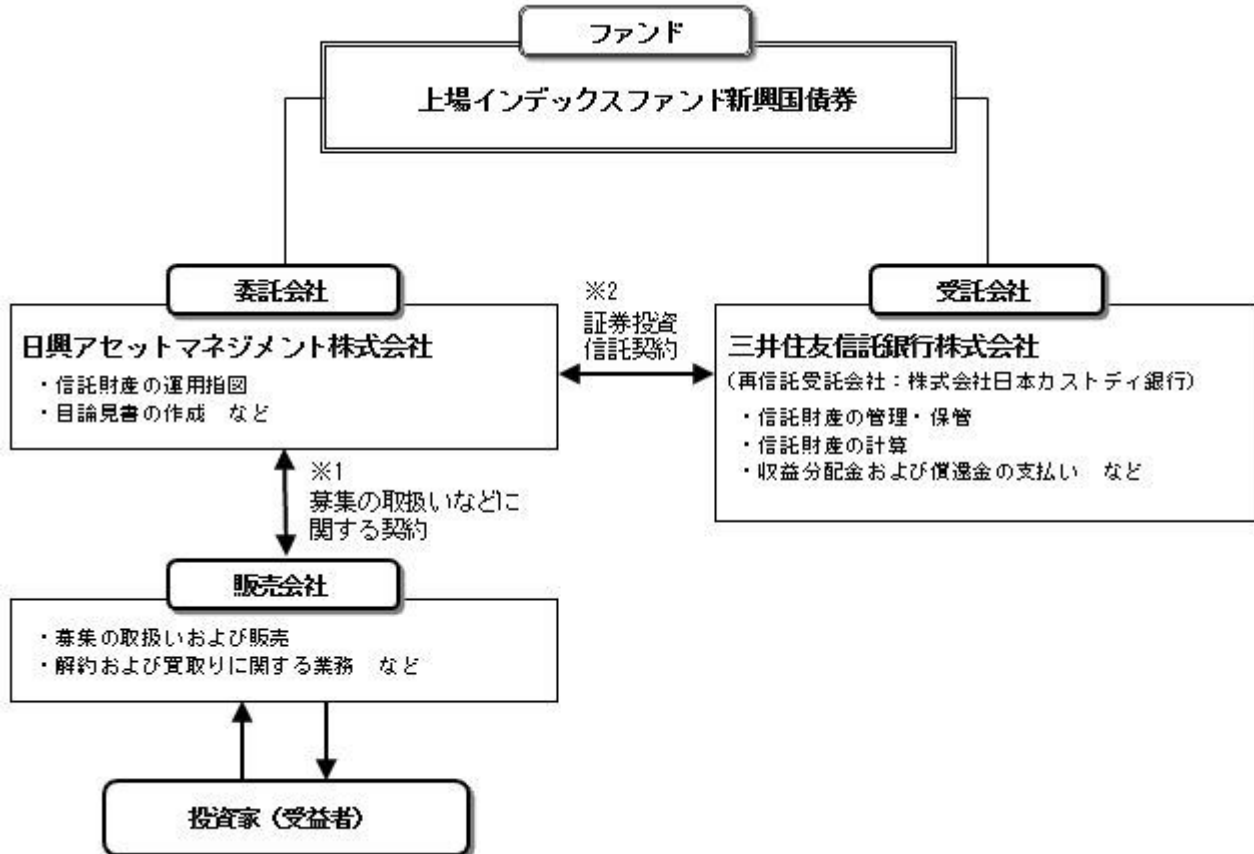 ファンド
上場インデックスファンド新興国債券
委託会社
日興アセットマネジメント株式会社
・信託財産の運用指図
・目論見書の作成　など
※2
証券投資
信託契約
受託会社
三井住友信託銀行株式会社
（再信託受託会社：株式会社日本カストディ銀行）
・信託財産の管理・保管
・信託財産の計算
・収益分配金および償還金の支払い　など
※1
募集の取扱いなどに
関する契約
販売会社
・募集の取扱いおよび販売
・解約および買取りに関する業務　など
投資家（受益者）